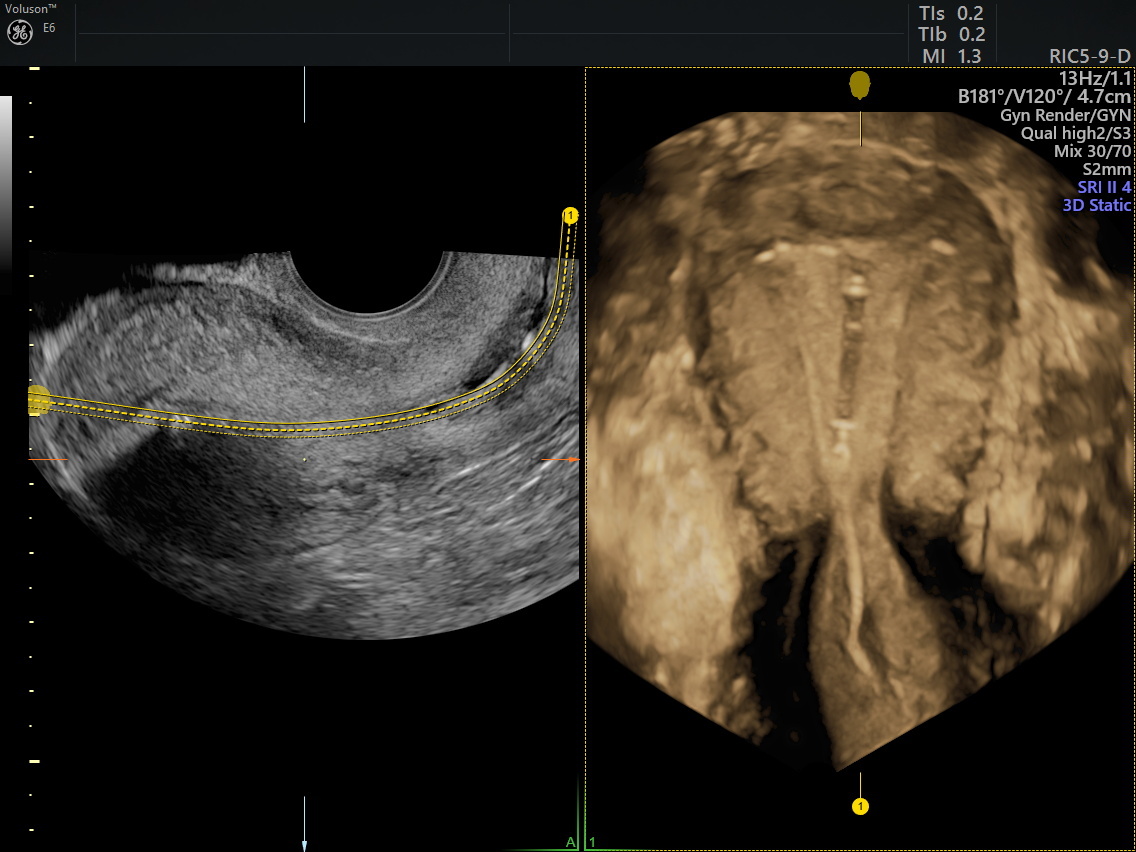 Voluson™
E6
TIs 0.2
TIb 0.2
MI 1.3
RIC5-9-D
13Hz/1.1
B181°/V120°/ 4.7cm
Gyn Render/GYN
Qual high2/S3
Mix 30/70
S2mm
SRI II 4
3D Static
1
1
A 1